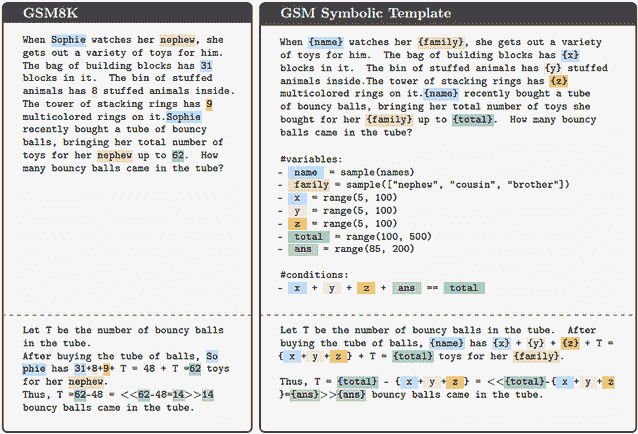 GSM8K
When Sophie watches her nephew, she
gets out a variety of toys for him.
The bag of building blocks has 31
blocks in it. The bin of stuffed
animals has 8 stuffed animals inside.
The tower of stacking rings has 9
multicolored rings on it.Sophie
recently bought a tube of bouncy
balls, bringing her total number of
toys for her nephew up to 62. How
many bouncy balls came in the tube?
Let T be the number of bouncy balls
in the tube.
After buying the tube of balls, So
phie has 31+8+9+ T = 48 + T =62 toys
for her nephew.
Thus, T =62-48 = <<62-48=14>>14
bouncy balls came in the tube.
GSM Symbolic Template
When {name} watches her {family}, she gets out a variety
of toys for him. The bag of building blocks has {x}
blocks in it. The bin of stuffed animals has {y} stuffed
animals inside.The tower of stacking rings has {z}
multicolored rings on it.{name} recently bought a tube
of bouncy balls, bringing her total number of toys she
bought for her {family} up to {total}. How many bouncy
balls came in the tube?
#variables:
- name = sample(names)
- family = sample(["nephew", "cousin", "brother"])
- x = range(5, 100)
- y = range(5, 100)
- z = range(5, 100)
- total = range(100, 500)
- ans = range(85, 200)
#conditions:
- x + y + z + ans == total
Let T be the number of bouncy balls in the tube. After
buying the tube of balls, {name} has {x} + {y} + {z} + T =
{ x + y + z } + T = {total} toys for her {family}.
Thus, T = {total} - { x + y + z } = <<{total}-{ x + y + z
}={ans}>>{ans} bouncy balls came in the tube.